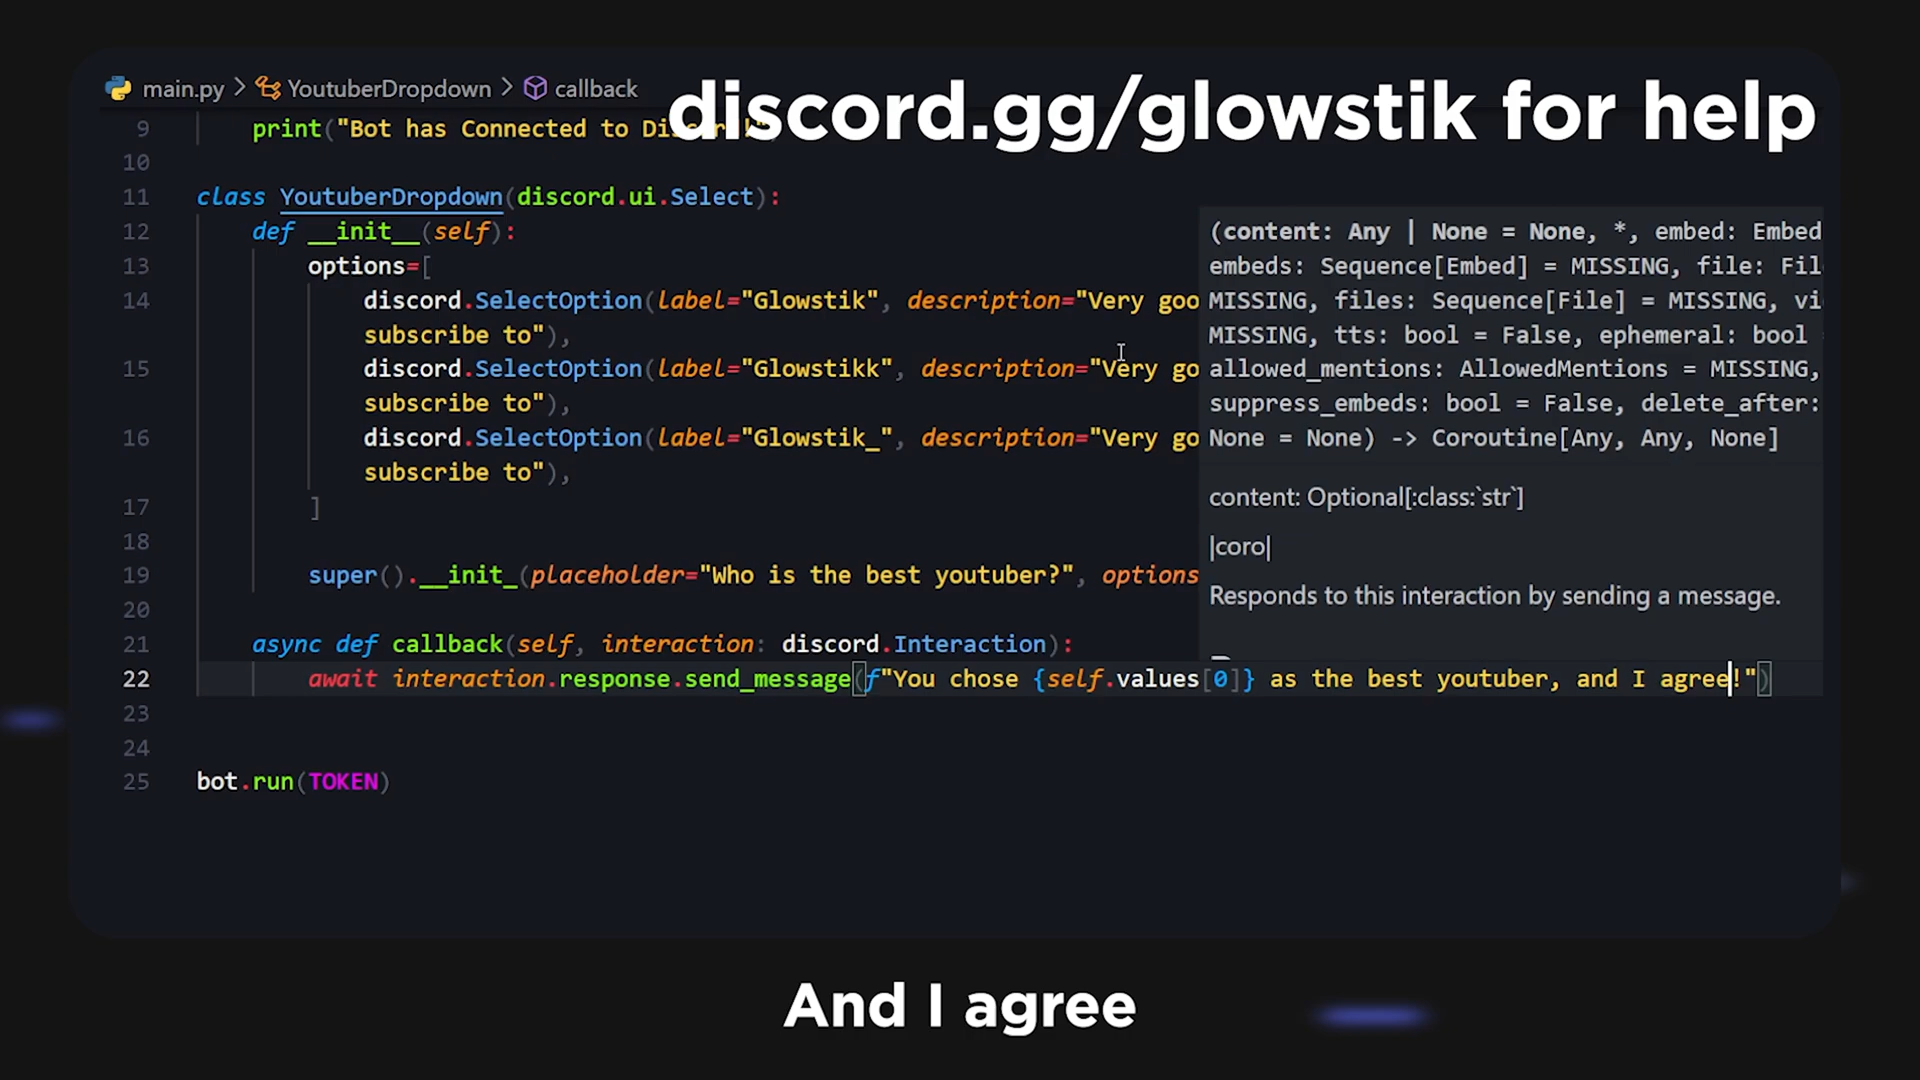 main.py > YoutuberDropdown > callback
discord.gg/glowstik for help
9 print("Bot has Connected to Dis
10
11 class YoutuberDropdown(discord.ui.Select):
12 def __init__(self):
13 options=[
14 discord.SelectOption(label="Glowstik", description="Very goo
subscribe to"),
15 discord.SelectOption(label="Glowstikk", description="Very go
subscribe to"),
16 discord.SelectOption(label="Glowstik_", description="Very go
subscribe to"),
17 ]
18
19 super().__init_(placeholder="Who is the best youtuber?", options
20
21 async def callback(self, interaction: discord.Interaction):
22 await interaction.response.send_message(f"You chose {self.values[0]} as the best youtuber, and I agree!")
23
24
25 bot.run(TOKEN)
(content: Any | None = None, *, embed: Embed
embeds: Sequence[Embed] = MISSING, file: Fil
MISSING, files: Sequence[File] = MISSING, vi
MISSING, tts: bool = False, ephemeral: bool
allowed_mentions: AllowedMentions = MISSING,
suppress_embeds: bool = False, delete_after:
None = None) -> Coroutine[Any, Any, None]
content: Optional[:class:`str`]
|coro|
Responds to this interaction by sending a message.
And I agree